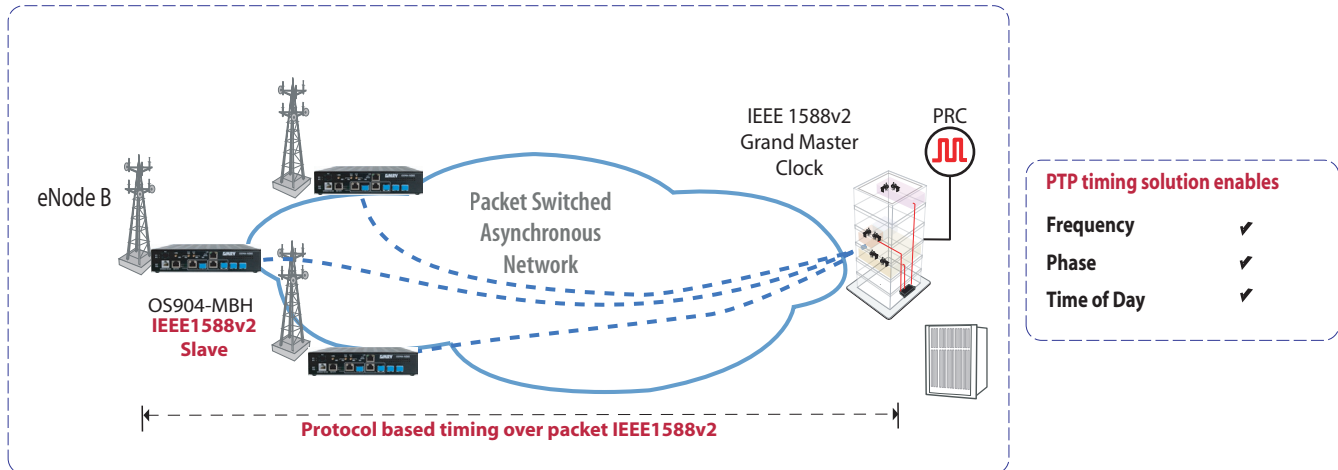 IEEE 1588v2
Grand Master
Clock
PRC
eNode B
Packet Switched
Asynchronous
Network
OS904-MBH
IEEE1588v2
Slave
Protocol based timing over packet IEEE1588v2
PTP timing solution enables
Frequency ✔
Phase ✔
Time of Day ✔